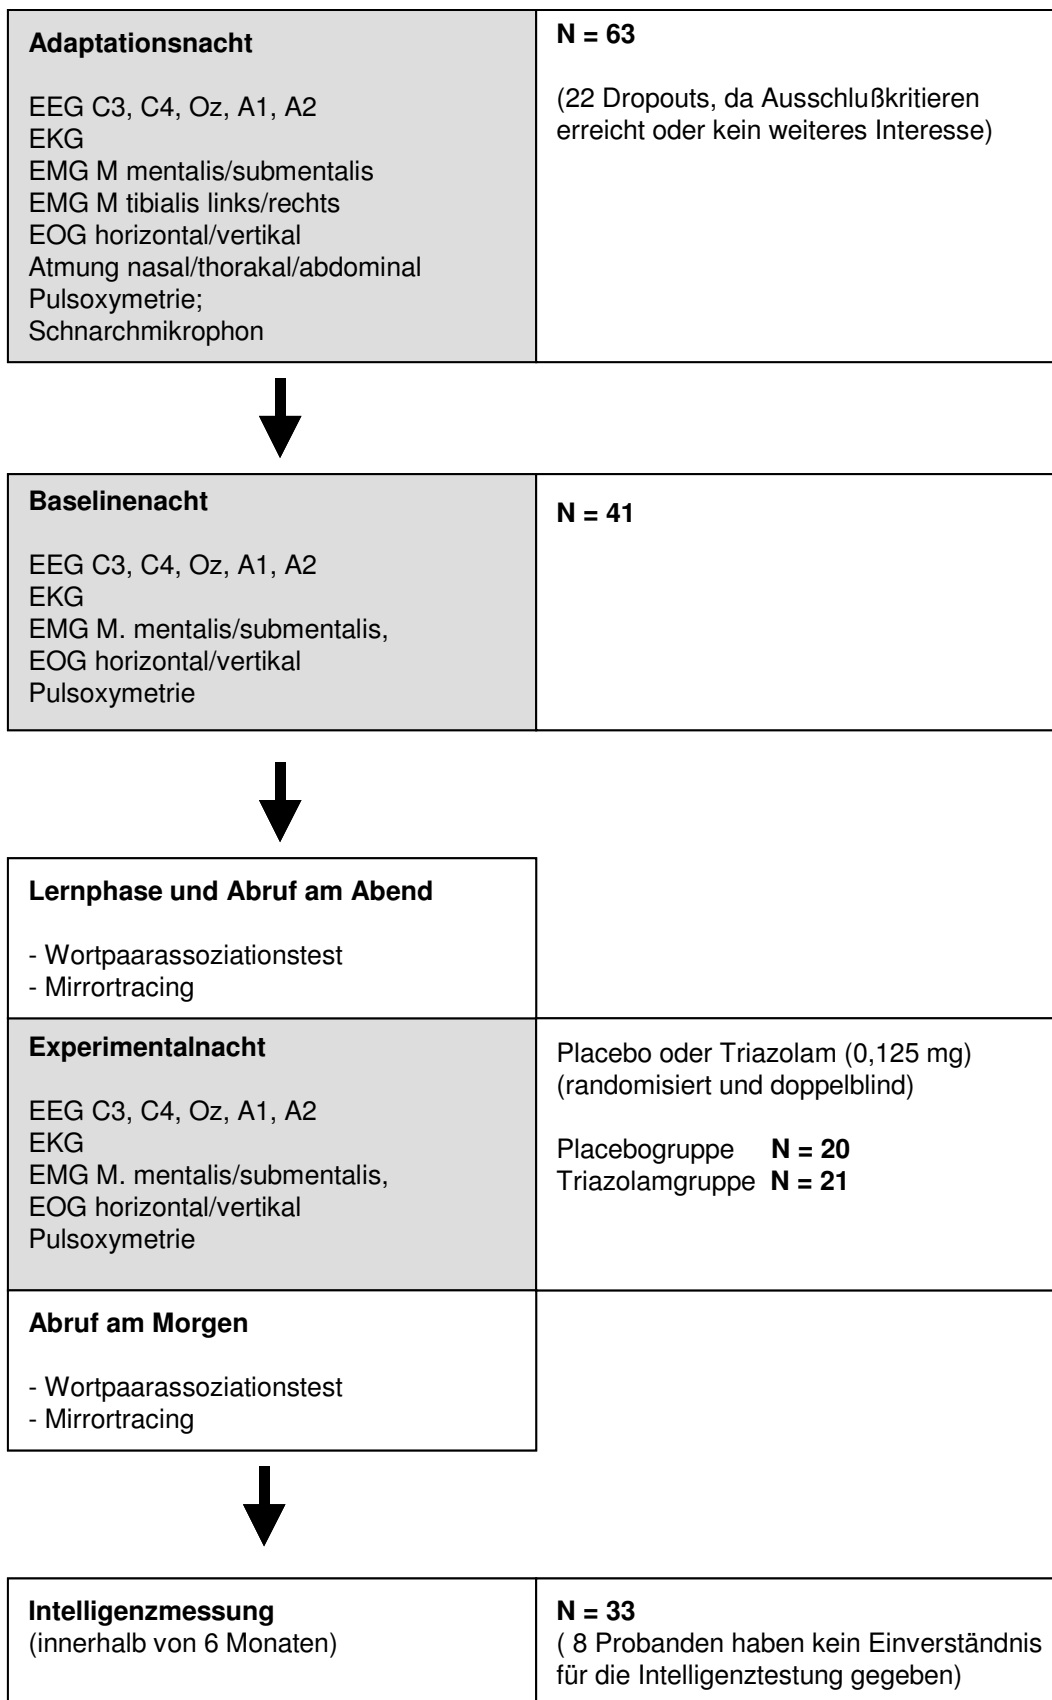 Adaptationsnacht
EEG C3, C4, Oz, A1, A2
EKG
EMG M mentalis/submentalis
EMG M tibialis links/rechts
EOG horizontal/vertikal
Atmung nasal/thorakal/abdominal
Pulsoxymetrie;
Schnarchmikrophon
N = 63
(22 Dropouts, da Ausschlußkritieren
erreicht oder kein weiteres Interesse)
Baselinenacht
EEG C3, C4, Oz, A1, A2
EKG
EMG M. mentalis/submentalis,
EOG horizontal/vertikal
Pulsoxymetrie
N = 41
Lernphase und Abruf am Abend
- Wortpaarassoziationstest
- Mirrortracing
Experimentalnacht
EEG C3, C4, Oz, A1, A2
EKG
EMG M. mentalis/submentalis,
EOG horizontal/vertikal
Pulsoxymetrie
Placebo oder Triazolam (0,125 mg)
(randomisiert und doppelblind)
Placebogruppe N = 20
Triazolamgruppe N = 21
Abruf am Morgen
- Wortpaarassoziationstest
- Mirrortracing
Intelligenzmessung
(innerhalb von 6 Monaten)
N = 33
( 8 Probanden haben kein Einverständnis
für die Intelligenztestung gegeben)